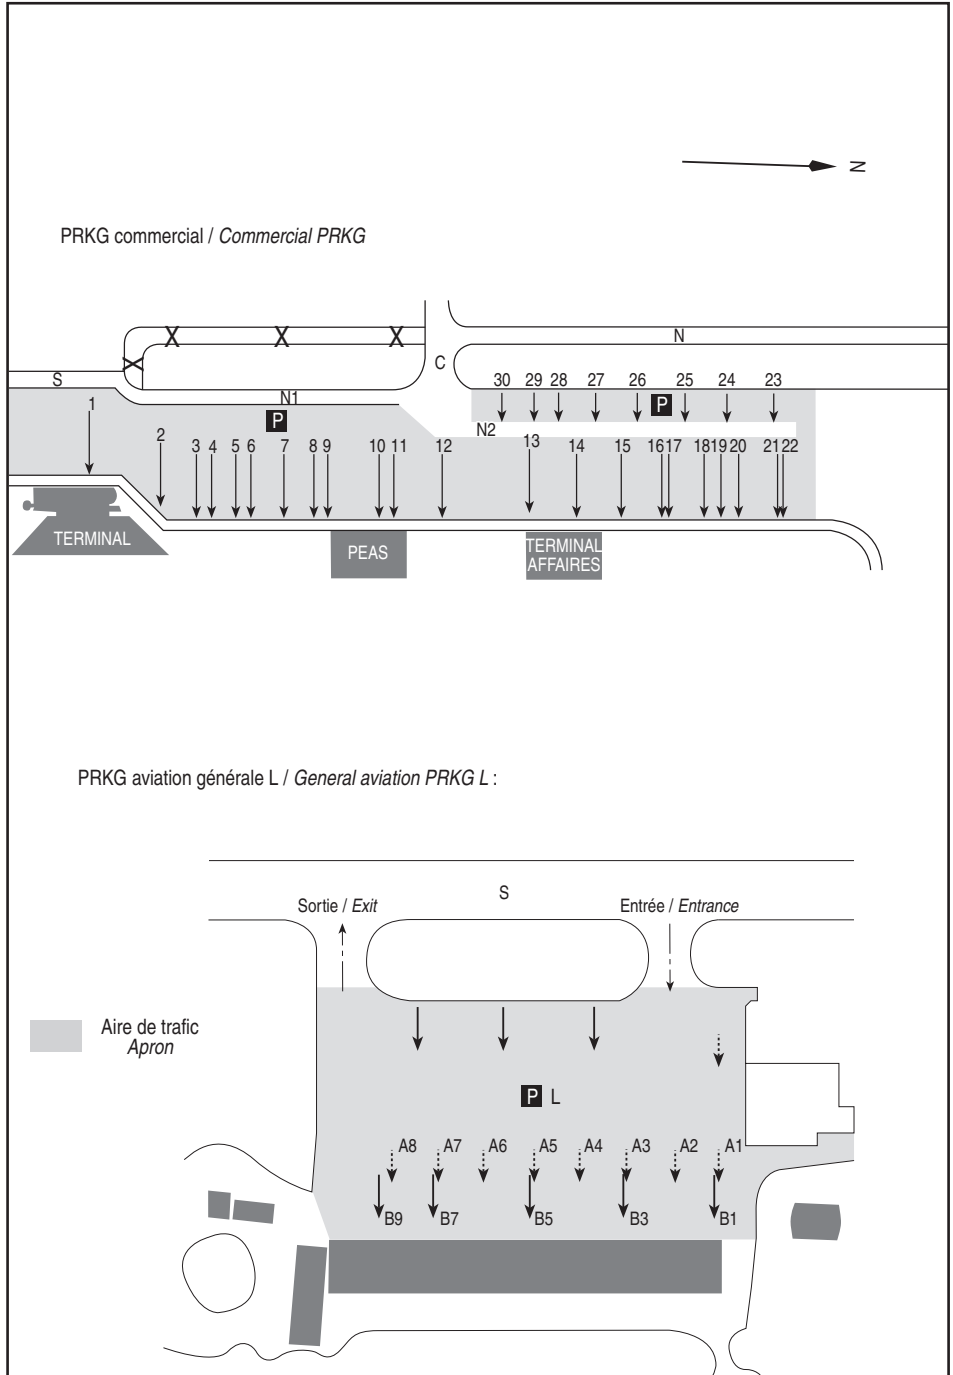 N
PRKG commercial / Commercial PRKG
X X X
N
X
C
S
30 29 28 27 26 25 24 23
N1
1
P
P
N2
2
3 4 5 6 7 8 9 10 11 12 13 14 15 16 17 18 19 20 21 22
TERMINAL
PEAS
TERMINAL
AFFAIRES
PRKG aviation générale L / General aviation PRKG L :
S
Sortie / Exit
Entrée / Entrance
Aire de trafic
Apron
P L
A8 A7 A6 A5 A4 A3 A2 A1
B9 B7 B5 B3 B1